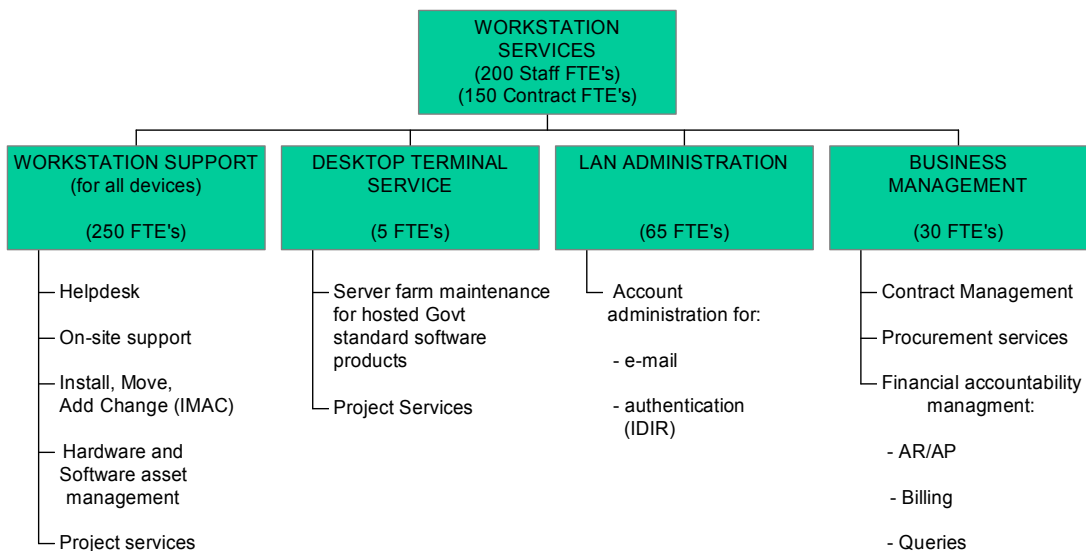 WORKSTATION
SERVICES
(200 Staff FTE's)
(150 Contract FTE's)
WORKSTATION SUPPORT
(for all devices)
(250 FTE's)
Helpdesk
On-site support
Install, Move,
Add Change (IMAC)
Hardware and
Software asset
management
Project services
DESKTOP TERMINAL
SERVICE
(5 FTE's)
Server farm maintenance
for hosted Govt
standard software
products
Project Services
LAN ADMINISTRATION
(65 FTE's)
Account
administration for:
- e-mail
- authentication
(IDIR)
BUSINESS
MANAGEMENT
(30 FTE's)
Contract Management
Procurement services
Financial accountability
managment:
- AR/AP
- Billing
- Queries